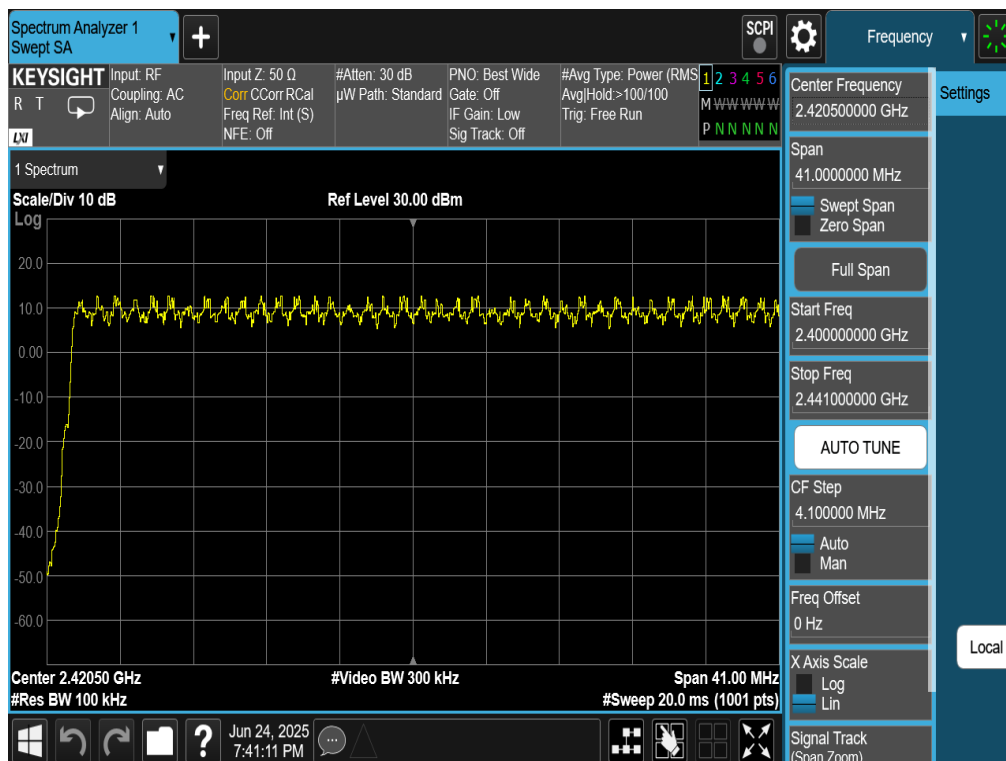 Spectrum Analyzer 1
Swept SA
+
SCPI
Frequency
KEYSIGHT
R T
LXI
Input: RF
Coupling: AC
Align: Auto
Input Z: 50 Ω
Corr CCorr RCal
Freq Ref: Int (S)
NFE: Off
#Atten: 30 dB
µW Path: Standard
PNO: Best Wide
Gate: Off
IF Gain: Low
Sig Track: Off
#Avg Type: Power (RMS
Avg|Hold:>100/100
Trig: Free Run
1 2 3 4 5 6
M W W W W W
P N N N N N
1 Spectrum
Scale/Div 10 dB
Ref Level 30.00 dBm
Log
20.0
10.0
0.00
-10.0
-20.0
-30.0
-40.0
-50.0
-60.0
Center 2.42050 GHz
#Video BW 300 kHz
Span 41.00 MHz
#Res BW 100 kHz
#Sweep 20.0 ms (1001 pts)
Center Frequency
2.420500000 GHz
Span
41.0000000 MHz
Swept Span
Zero Span
Full Span
Start Freq
2.400000000 GHz
Stop Freq
2.441000000 GHz
AUTO TUNE
CF Step
4.100000 MHz
Auto
Man
Freq Offset
0 Hz
X Axis Scale
Log
Lin
Signal Track
(Span Zoom)
Settings
Local
?
Jun 24, 2025
7:41:11 PM